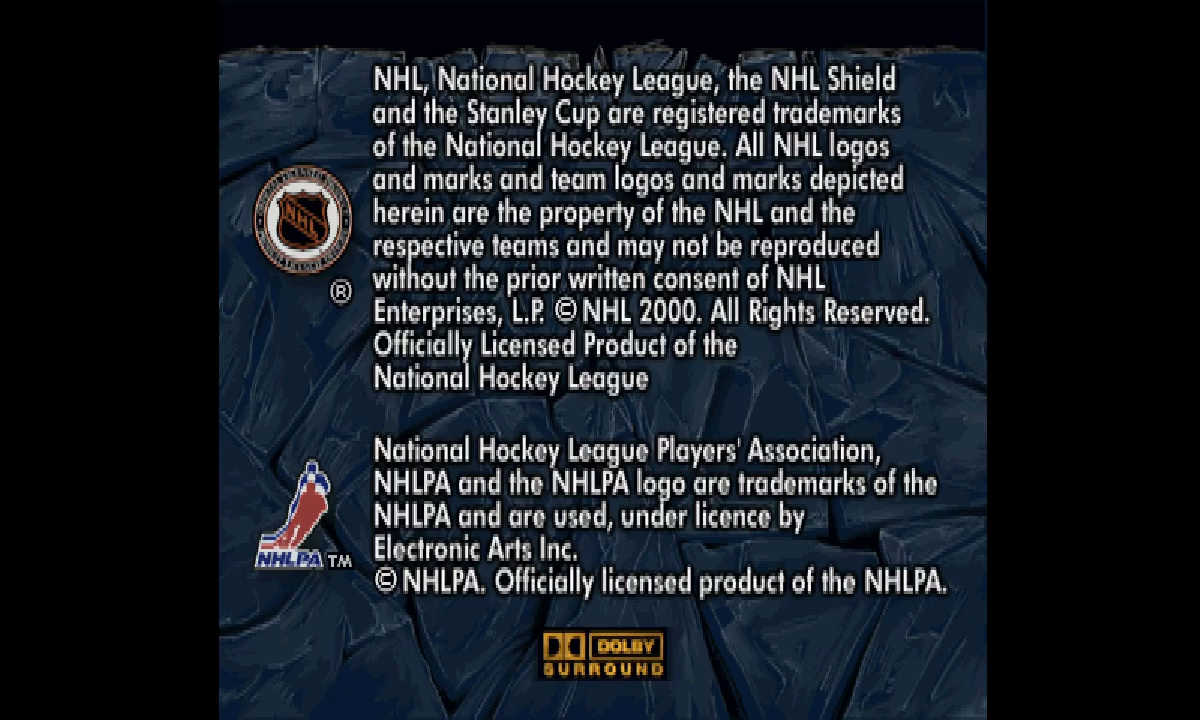 NHL, National Hockey League, the NHL Shield
and the Stanley Cup are registered trademarks
of the National Hockey League. All NHL logos
and marks and team logos and marks depicted
herein are the property of the NHL and the
respective teams and may not be reproduced
without the prior written consent of NHL
Enterprises, L.P. © NHL 2000. All Rights Reserved.
Officially Licensed Product of the
National Hockey League
NHL
®
National Hockey League Players' Association,
NHLPA and the NHLPA logo are trademarks of the
NHLPA and are used, under licence by
Electronic Arts Inc.
© NHLPA. Officially licensed product of the NHLPA.
NHLPA TM
DOLBY
SURROUND